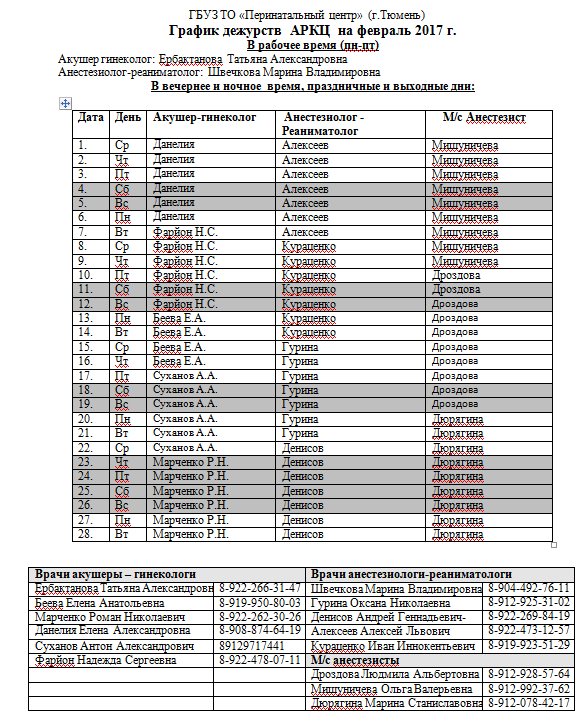 ГБУЗ ТО «Перинатальный центр» (г.Тюмень)
График дежурств АРКЦ на февраль 2017 г.
В рабочее время (пн-пт)
Акушер гинеколог: Ербактанова Татьяна Александровна
Анестезиолог-реаниматолог: Швечкова Марина Владимировна
В вечернее и ночное время, праздничные и выходные дни:
Дата День Акушер-гинеколог Анестезиолог - Реаниматолог М/с Анестезист
1. Ср Данелия Алексеев Мишуничева
2. Чт Данелия Алексеев Мишуничева
3. Пт Данелия Алексеев Мишуничева
4. Сб Данелия Алексеев Мишуничева
5. Вс Данелия Алексеев Мишуничева
6. Пн Данелия Алексеев Мишуничева
7. Вт Фарйон Н.С. Алексеев Мишуничева
8. Ср Фарйон Н.С. Кураценко Мишуничева
9. Чт Фарйон Н.С. Кураценко Мишуничева
10. Пт Фарйон Н.С. Кураценко Дроздова
11. Сб Фарйон Н.С. Кураценко Дроздова
12. Вс Фарйон Н.С. Кураценко Дроздова
13. Пн Беева Е.А. Кураценко Дроздова
14. Вт Беева Е.А. Кураценко Дроздова
15. Ср Беева Е.А. Гурина Дроздова
16. Чт Беева Е.А. Гурина Дроздова
17. Пт Суханов А.А. Гурина Дроздова
18. Сб Суханов А.А. Гурина Дроздова
19. Вс Суханов А.А. Гурина Дроздова
20. Пн Суханов А.А. Гурина Дюрягина
21. Вт Суханов А.А. Гурина Дюрягина
22. Ср Суханов А.А. Денисов Дюрягина
23. Чт Марченко Р.Н. Денисов Дюрягина
24. Пт Марченко Р.Н. Денисов Дюрягина
25. Сб Марченко Р.Н. Денисов Дюрягина
26. Вс Марченко Р.Н. Денисов Дюрягина
27. Пн Марченко Р.Н. Денисов Дюрягина
28. Вт Марченко Р.Н. Денисов Дюрягина
Врачи акушеры – гинекологи Врачи анестезиологи-реаниматологи
Ербактанова Татьяна Александровн 8-922-266-31-47 Швечкова Марина Владимировна 8-904-492-76-11
Беева Елена Анатольевна 8-919-950-80-03 Гурина Оксана Николаевна 8-912-925-31-02
Марченко Роман Николаевич 8-922-262-30-26 Денисов Андрей Геннадьевич- 8-922-269-84-19
Данелия Елена Александровна 8-908-874-64-19 Алексеев Алексей Львович 8-922-473-12-57
Суханов Антон Александрович 89129717441 Кураценко Иван Иннокентьевич 8-919-923-51-29
Фарйон Надежда Сергеевна 8-922-478-07-11 М/с анестезисты
Дроздова Людмила Альбертовна 8-912-928-57-64
Мишуничева Ольга Валерьевна 8-912-992-37-62
Дюрягина Марина Станиславовна 8-912-078-42-17